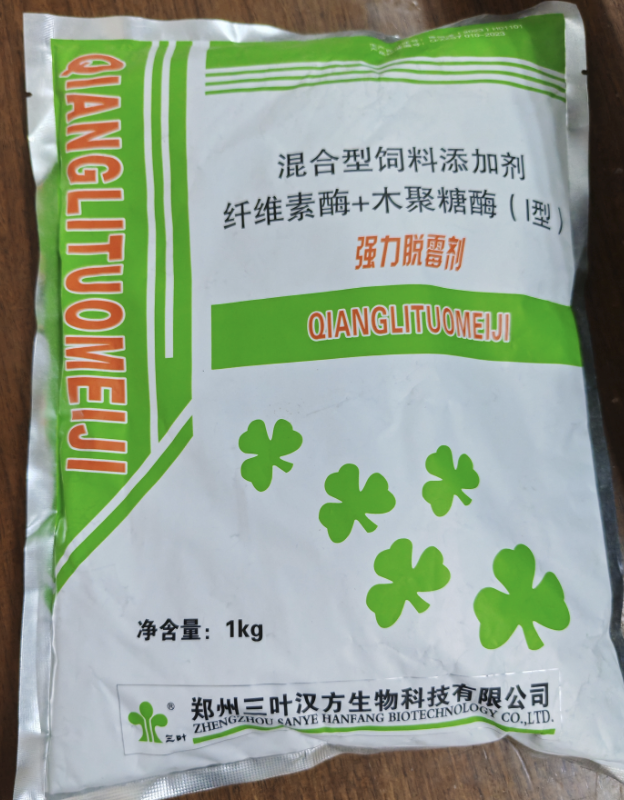 混合型饲料添加剂
纤维素酶+木聚糖酶（I型）
强力脱霉剂
QIANGLITUOMEIJI
QIANGLITUOMEIJI
净含量：1kg
® 郑州三叶汉方生物科技有限公司
三叶 ZHENGZHOU SANYE HANFANG BIOTECHNOLOGY CO.,LTD.